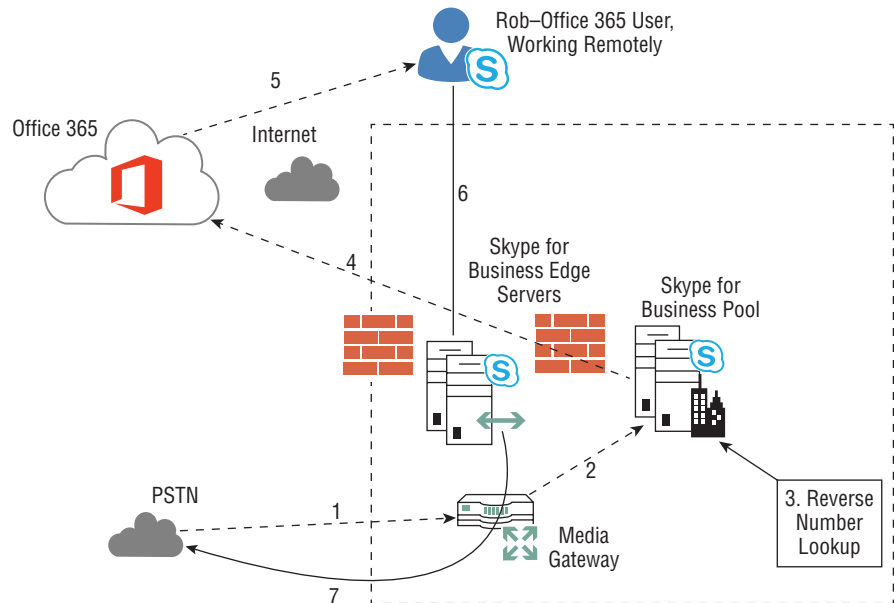 Rob–Office 365 User,
Working Remotely
5
Office 365
Internet
6
4
Skype for
Business Edge
Servers
Skype for
Business Pool
S
S
S
2
PSTN
1
Media
Gateway
3. Reverse
Number
Lookup
7